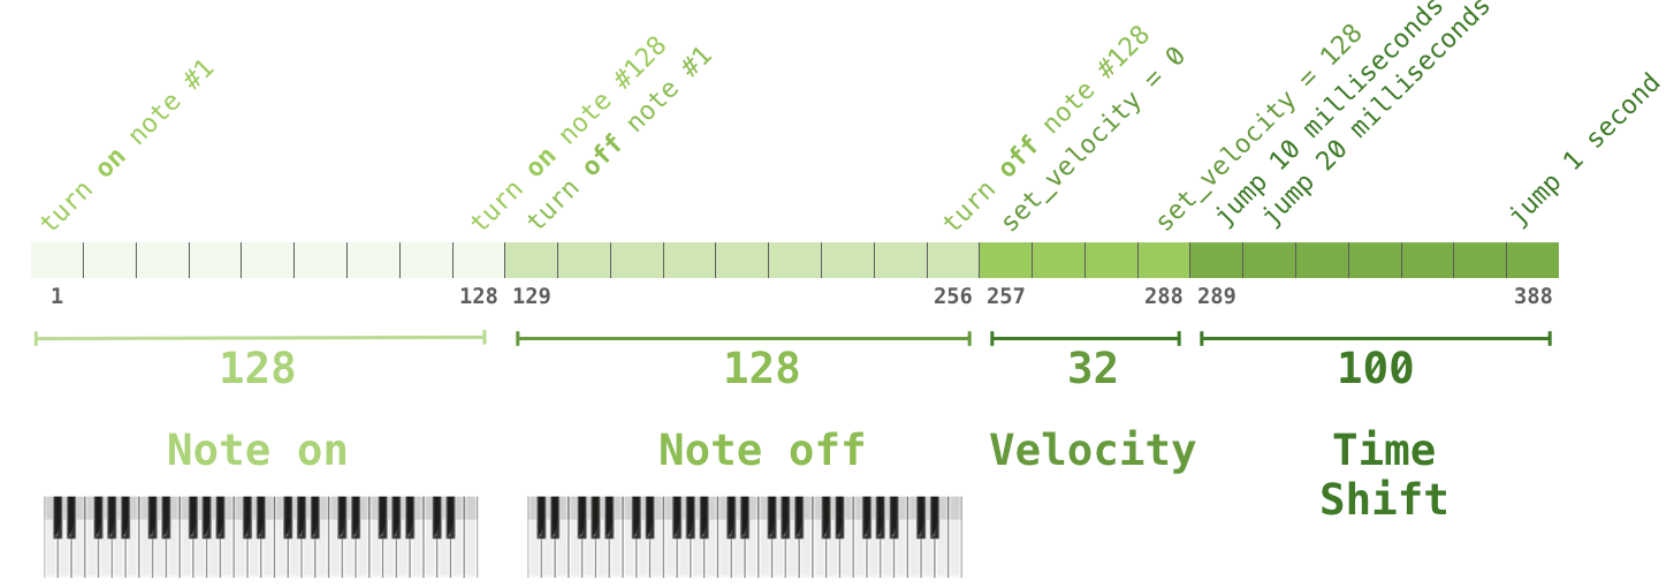 turn on note #1
turn on note #128
turn off note #1
turn off note #128
set_velocity = 0
set_velocity = 128
jump 10 milliseconds
jump 20 milliseconds
jump 1 second
1
128
129
256
257
288
289
388
128
128
32
100
Note on
Note off
Velocity
Time
Shift